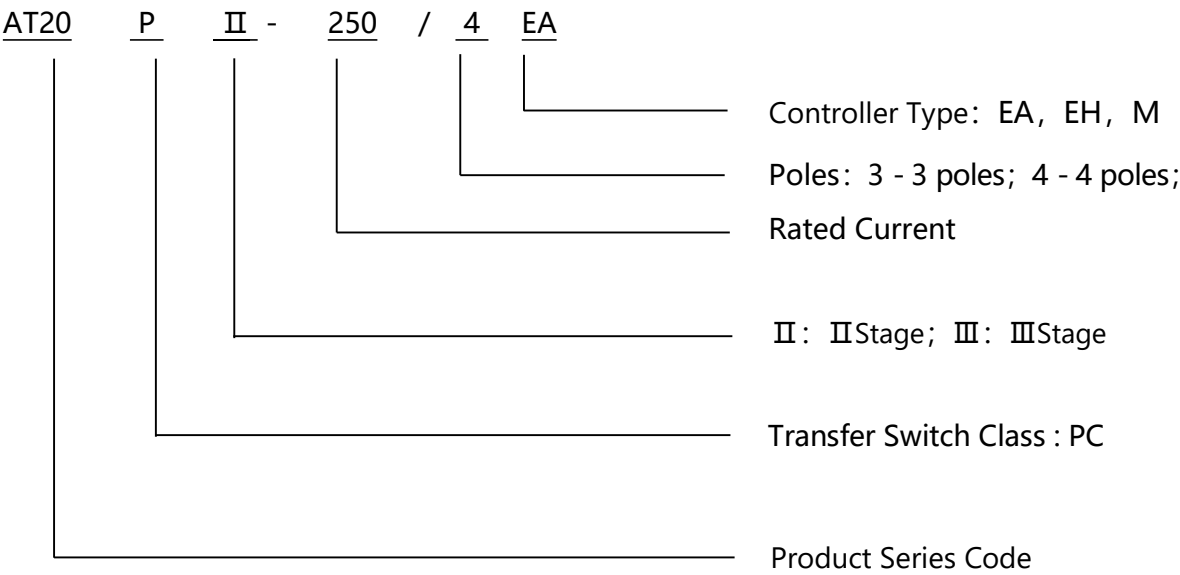 AT20 P Ⅱ - 250 / 4 EA
Controller Type：EA，EH，M
Poles：3 - 3 poles；4 - 4 poles；
Rated Current
Ⅱ：ⅡStage；Ⅲ：ⅢStage
Transfer Switch Class : PC
Product Series Code